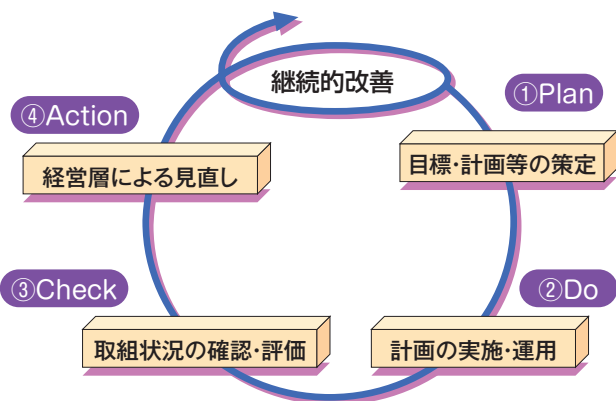 継続的改善
①Plan
目標・計画等の策定
②Do
計画の実施・運用
③Check
取組状況の確認・評価
④Action
経営層による見直し